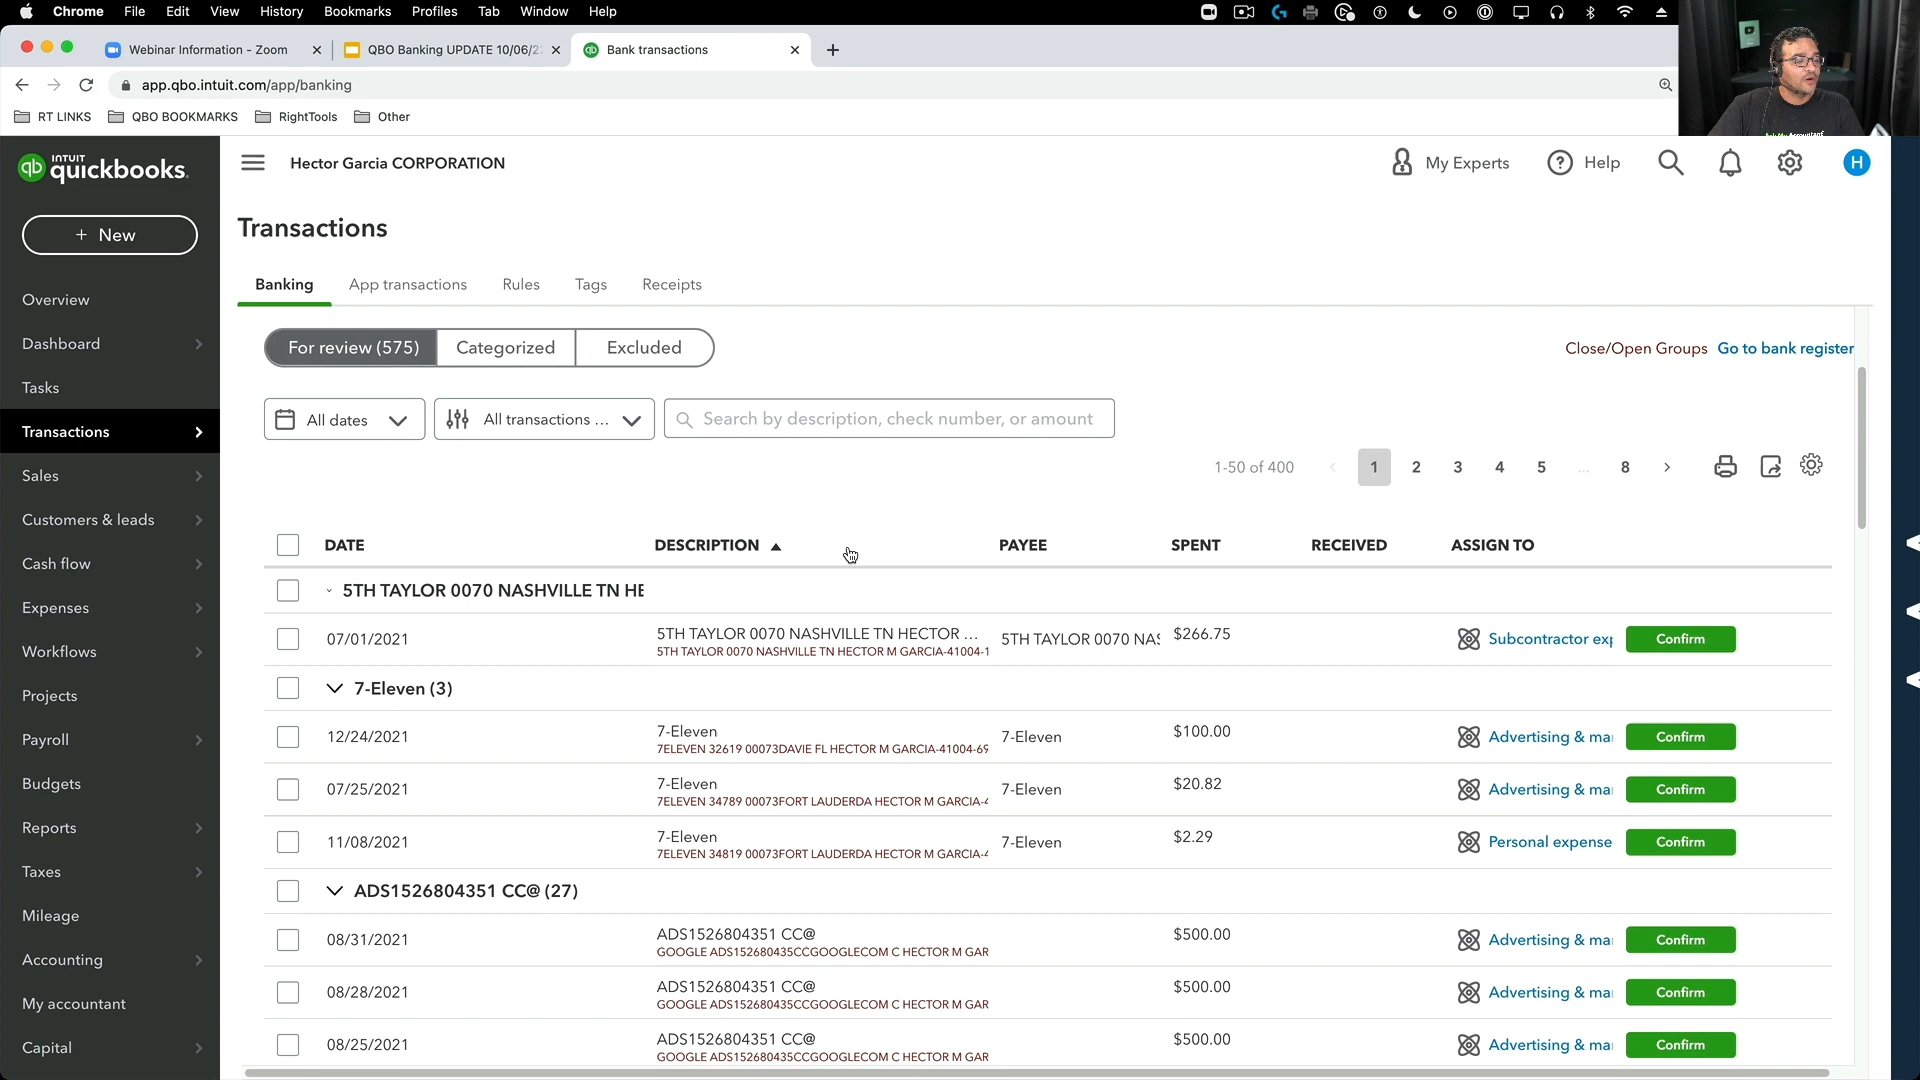 Chrome File Edit View History Bookmarks Profiles Tab Window Help
Webinar Information - Zoom
QBO Banking UPDATE 10/06/2
Bank transactions
app.qbo.intuit.com/app/banking
RT LINKS QBO BOOKMARKS RightTools Other
INTUIT
quickbooks.
Hector Garcia CORPORATION
My Experts Help H
+ New
Overview
Dashboard
Tasks
Transactions
Sales
Customers & leads
Cash flow
Expenses
Workflows
Projects
Payroll
Budgets
Reports
Taxes
Mileage
Accounting
My accountant
Capital
Transactions
Banking App transactions Rules Tags Receipts
For review (575) Categorized Excluded
Close/Open Groups Go to bank register
All dates All transactions ... Search by description, check number, or amount
1-50 of 400 < 1 2 3 4 5 ... 8 >
DATE DESCRIPTION PAYEE SPENT RECEIVED ASSIGN TO
5TH TAYLOR 0070 NASHVILLE TN HE
07/01/2021 5TH TAYLOR 0070 NASHVILLE TN HECTOR ... 5TH TAYLOR 0070 NAS $266.75 Subcontractor exp Confirm
5TH TAYLOR 0070 NASHVILLE TN HECTOR M GARCIA-41004-1
7-Eleven (3)
12/24/2021 7-Eleven 7-Eleven $100.00 Advertising & ma Confirm
7ELEVEN 32619 00073DAVIE FL HECTOR M GARCIA-41004-69
07/25/2021 7-Eleven 7-Eleven $20.82 Advertising & ma Confirm
7ELEVEN 34789 00073FORT LAUDERDA HECTOR M GARCIA-4
11/08/2021 7-Eleven 7-Eleven $2.29 Personal expense Confirm
7ELEVEN 34819 00073FORT LAUDERDA HECTOR M GARCIA-4
ADS1526804351 CC@ (27)
08/31/2021 ADS1526804351 CC@ $500.00 Advertising & ma Confirm
GOOGLE ADS152680435CCGOOGLECOM C HECTOR M GAR
08/28/2021 ADS1526804351 CC@ $500.00 Advertising & ma Confirm
GOOGLE ADS152680435CCGOOGLECOM C HECTOR M GAR
08/25/2021 ADS1526804351 CC@ $500.00 Advertising & ma Confirm
GOOGLE ADS152680435CCGOOGLECOM C HECTOR M GAR